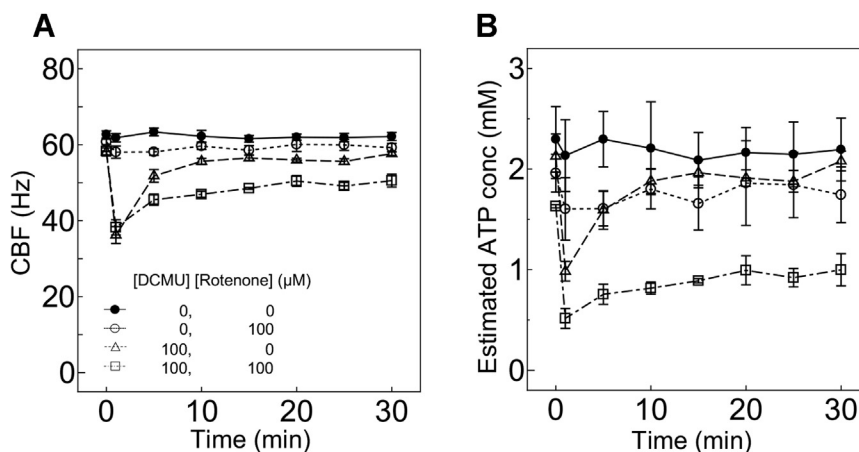 A
80
60
40
20
0
CBF (Hz)
[DCMU] [Rotenone] (μM)
0, 0
0, 100
100, 0
100, 100
0 10 20 30
Time (min)
B
3
2
1
0
Estimated ATP conc (mM)
0 10 20 30
Time (min)